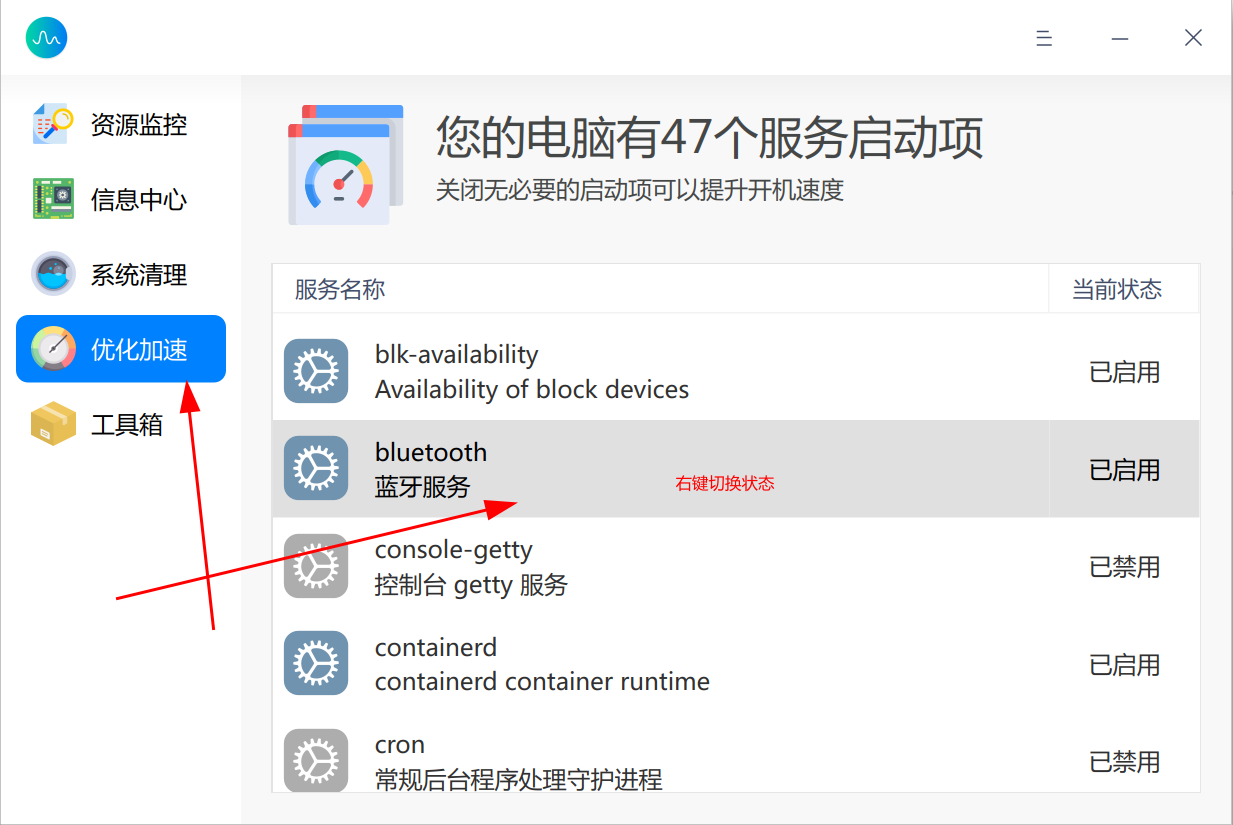 资源监控
信息中心
系统清理
优化加速
工具箱
您的电脑有47个服务启动项
关闭无必要的启动项可以提升开机速度
服务名称
当前状态
blk-availability
Availability of block devices
已启用
bluetooth
蓝牙服务
右键切换状态
已启用
console-getty
控制台 getty 服务
已禁用
containerd
containerd container runtime
已启用
cron
常规后台程序处理守护进程
已禁用